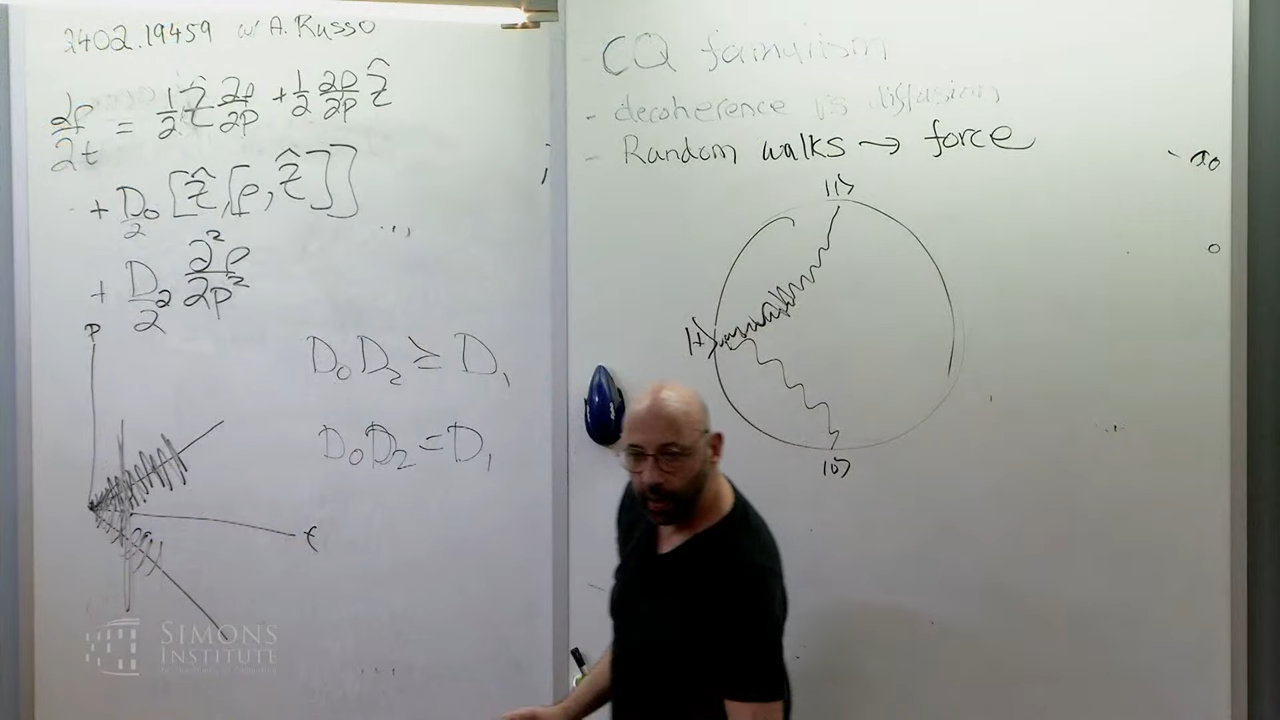 2402.19459 w/ A. Russo
∂ρ/∂t = 1/2 Ẑ ∂ρ/∂p + 1/2 ∂ρ/∂p Ẑ
+ D₀/2 [Ẑ,[ρ,Ẑ]]
+ D₂/2 ∂²ρ/∂p²
p
D₀D₂ ≥ D₁
D₀D₂ = D₁
t
SIMONS
INSTITUTE
- CQ formalism
- decoherence vs diffusion
- Random walks → force
|1⟩
|+⟩
|0⟩